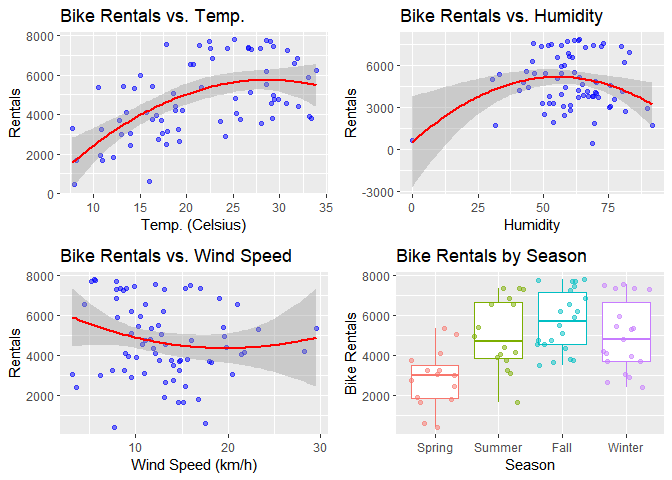 Bike Rentals vs. Temp.
8000
6000
4000
2000
0
Rentals
10 15 20 25 30 35
Temp. (Celsius)
Bike Rentals vs. Humidity
6000
3000
0
-3000
Rentals
0 25 50 75
Humidity
Bike Rentals vs. Wind Speed
8000
6000
4000
2000
Rentals
10 20 30
Wind Speed (km/h)
Bike Rentals by Season
8000
6000
4000
2000
Bike Rentals
Spring Summer Fall Winter
Season